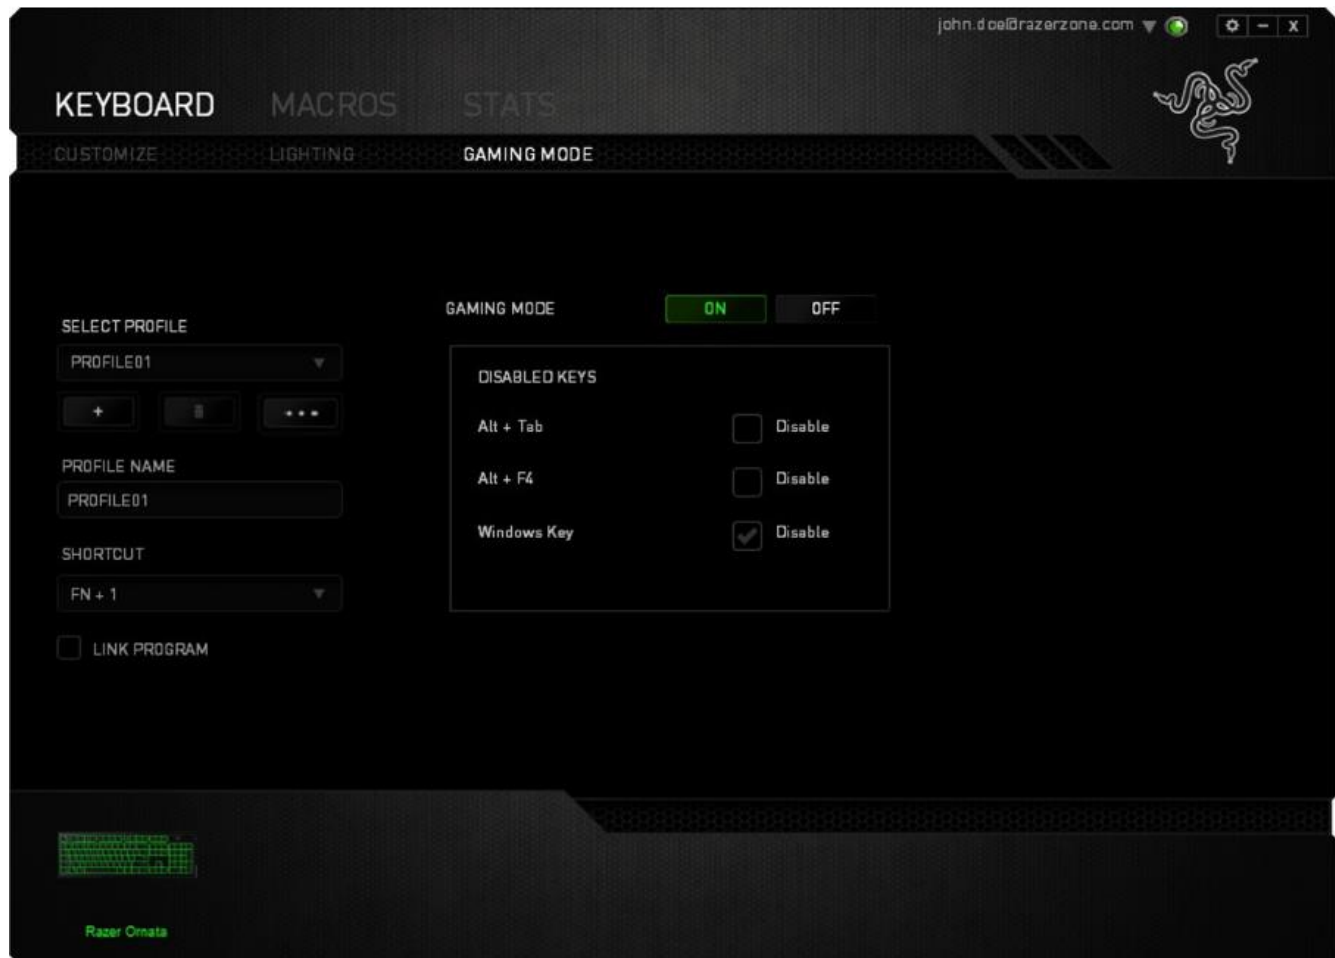 john.doe@razerzone.com
KEYBOARD MACROS STATS
CUSTOMIZE LIGHTING GAMING MODE
SELECT PROFILE
PROFILE01
PROFILE NAME
PROFILE01
SHORTCUT
FN + 1
LINK PROGRAM
GAMING MODE ON OFF
DISABLED KEYS
Alt + Tab Disable
Alt + F4 Disable
Windows Key Disable
Razer Ornata